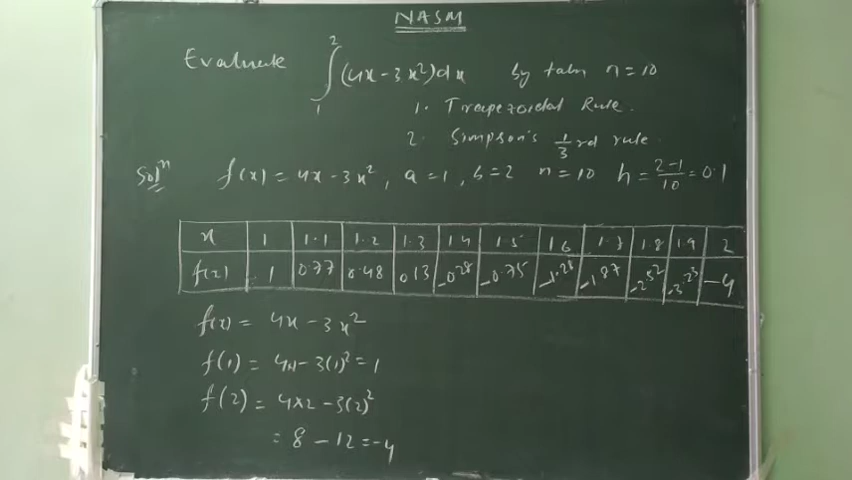 NASM
Evaluate ∫₁² (4x - 3x²)dx by taken n = 10
1. Trapezoidal Rule.
2. Simpson's 1/3 rd rule.
Solⁿ f(x) = 4x - 3x², a = 1, b = 2 n = 10 h = 2-1/10 = 0.1
x 1 1.1 1.2 1.3 1.4 1.5 1.6 1.7 1.8 1.9 2
f(x) 1 0.77 0.48 0.13 -0.28 -0.75 -1.28 -1.87 -2.52 -3.23 -4
f(x) = 4x - 3x²
f(1) = 4x1 - 3(1)² = 1
f(2) = 4x2 - 3(2)²
= 8 - 12 = -4